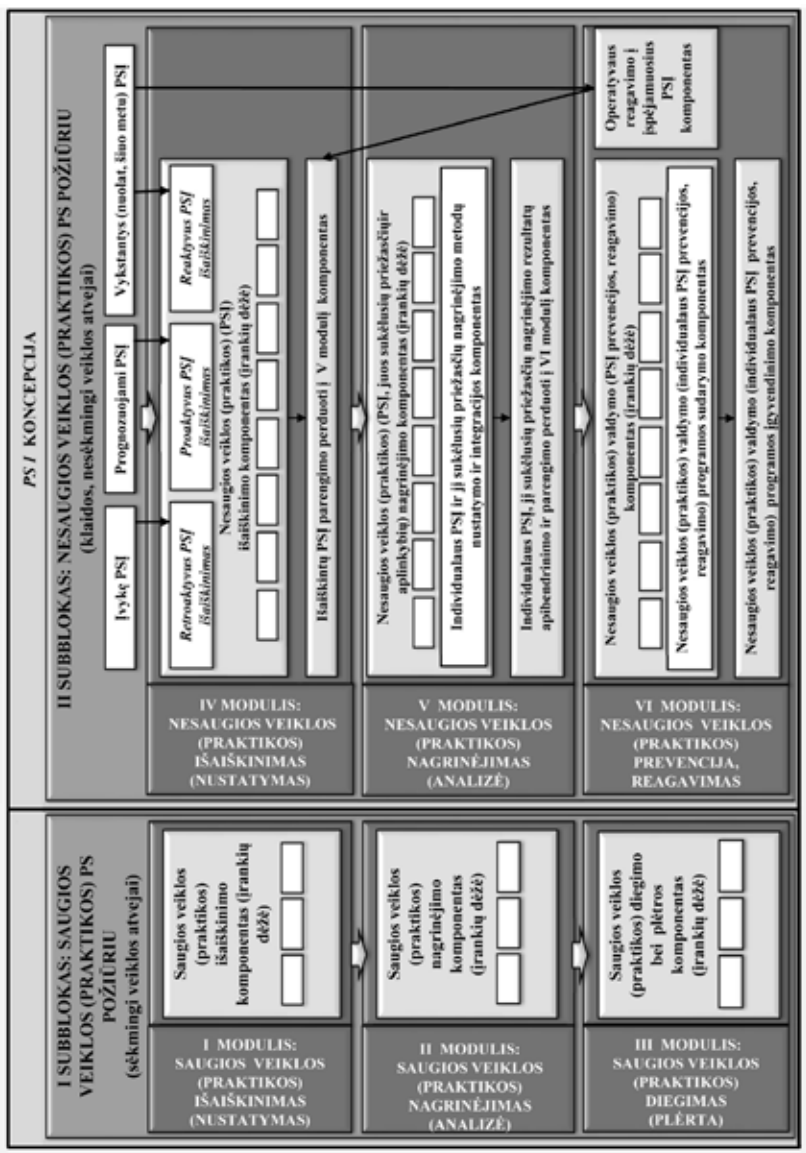 PS Į KONCEPCIJA
I SUBBLOKAS: SAUGIOS
VEIKLOS (PRAKTIKOS) PS
POŽIŪRIU
(sėkmingi veiklos atvejai)
I MODULIS:
SAUGIOS VEIKLOS
(PRAKTIKOS)
IŠAIŠKINIMAS
(NUSTATYMAS)
Saugios veiklos
(praktikos)
išaiškinimo
komponentas (įrankių
dėžė)
II MODULIS:
SAUGIOS VEIKLOS
(PRAKTIKOS)
NAGRINĖJIMAS
(ANALIZĖ)
Saugios veiklos
(praktikos)
nagrinėjimo
komponentas
(įrankių dėžė)
III MODULIS:
SAUGIOS VEIKLOS
(PRAKTIKOS)
DIEGIMAS
(PLĖRTA)
Saugios veiklos
(praktikos) diegimo
bei plėtros
komponentas
(įrankių dėžė)
II SUBBLOKAS: NESAUGIOS VEIKLOS (PRAKTIKOS) PS POŽIŪRIU
(klaidos, nesėkmingi veiklos atvejai)
Įvykę PSĮ
Prognozuojami PSĮ
Vykstantys (nuolat, šiuo metu) PSĮ
IV MODULIS:
NESAUGIOS VEIKLOS
(PRAKTIKOS)
IŠAIŠKINIMAS
(NUSTATYMAS)
Retroaktyvus PSĮ
išaiškinimas
Proaktyvus PSĮ
išaiškinimas
Reaktyvus PSĮ
išaiškinimas
Nesaugios veiklos (praktikos) (PSĮ)
išaiškinimo komponentas (įrankių dėžė)
Išaiškintų PSĮ parengimo perduoti į V modulį komponentas
V MODULIS:
NESAUGIOS VEIKLOS
(PRAKTIKOS)
NAGRINĖJIMAS
(ANALIZĖ)
Nesaugios veiklos (praktikos) (PSĮ, juos sukėlusių priežasčiųir
aplinkybių) nagrinėjimo komponentas (įrankių dėžė)
Individualaus PSĮ ir jį sukėlusių priežasčių nagrinėjimo metodų
nustatymo ir integracijos komponentas
Individualaus PSĮ, jį sukėlusių priežasčių nagrinėjimo rezultatų
apibendrinimo ir parengimo perduoti į VI modulį komponentas
VI MODULIS:
NESAUGIOS VEIKLOS
(PRAKTIKOS)
PREVENCIJA,
REAGAVIMAS
Nesaugios veiklos (praktikos) valdymo (PSĮ prevencijos, reagavimo)
komponentas (įrankių dėžė)
Nesaugios veiklos (praktikos) valdymo (individualaus PSĮ prevencijos,
reagavimo) programos sudarymo komponentas
Nesaugios veiklos (praktikos) valdymo (individualaus PSĮ prevencijos,
reagavimo) programos įgyvendinimo komponentas
Operatyvaus
reagavimo į
įspėjamuosius
PSĮ
komponentas